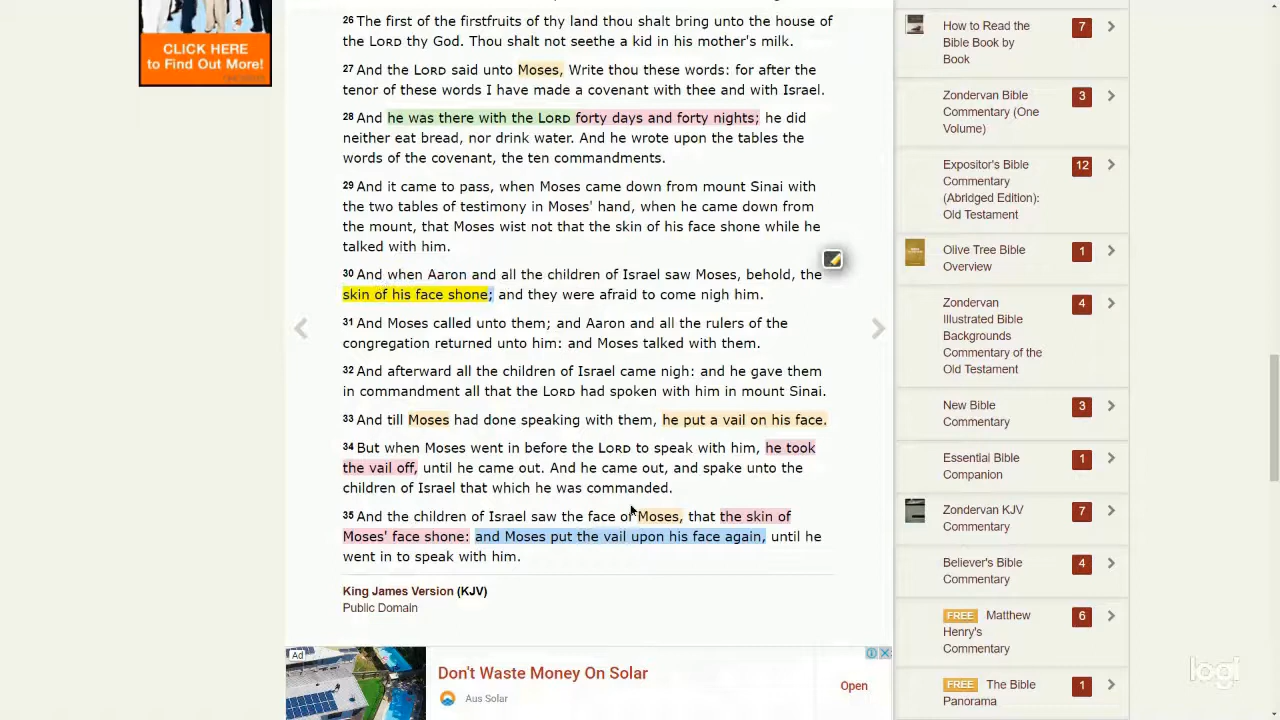 CLICK HERE
to Find Out More!
26 The first of the firstfruits of thy land thou shalt bring unto the house of
the LORD thy God. Thou shalt not seethe a kid in his mother's milk.
27 And the LORD said unto Moses, Write thou these words: for after the
tenor of these words I have made a covenant with thee and with Israel.
28 And he was there with the LORD forty days and forty nights; he did
neither eat bread, nor drink water. And he wrote upon the tables the
words of the covenant, the ten commandments.
29 And it came to pass, when Moses came down from mount Sinai with
the two tables of testimony in Moses' hand, when he came down from
the mount, that Moses wist not that the skin of his face shone while he
talked with him.
30 And when Aaron and all the children of Israel saw Moses, behold, the
skin of his face shone; and they were afraid to come nigh him.
31 And Moses called unto them; and Aaron and all the rulers of the
congregation returned unto him: and Moses talked with them.
32 And afterward all the children of Israel came nigh: and he gave them
in commandment all that the LORD had spoken with him in mount Sinai.
33 And till Moses had done speaking with them, he put a vail on his face.
34 But when Moses went in before the LORD to speak with him, he took
the vail off, until he came out. And he came out, and spake unto the
children of Israel that which he was commanded.
35 And the children of Israel saw the face of Moses, that the skin of
Moses' face shone: and Moses put the vail upon his face again, until he
went in to speak with him.
King James Version (KJV)
Public Domain
Ad
Don't Waste Money On Solar
Aus Solar
Open
How to Read the
Bible Book by
Book
7
Zondervan Bible
Commentary (One
Volume)
3
Expositor's Bible
Commentary
(Abridged Edition):
Old Testament
12
Olive Tree Bible
Overview
1
Zondervan
Illustrated Bible
Backgrounds
Commentary of the
Old Testament
4
New Bible
Commentary
3
Essential Bible
Companion
1
Zondervan KJV
Commentary
7
Believer's Bible
Commentary
4
FREE Matthew
Henry's
Commentary
6
FREE The Bible
Panorama
1
logi